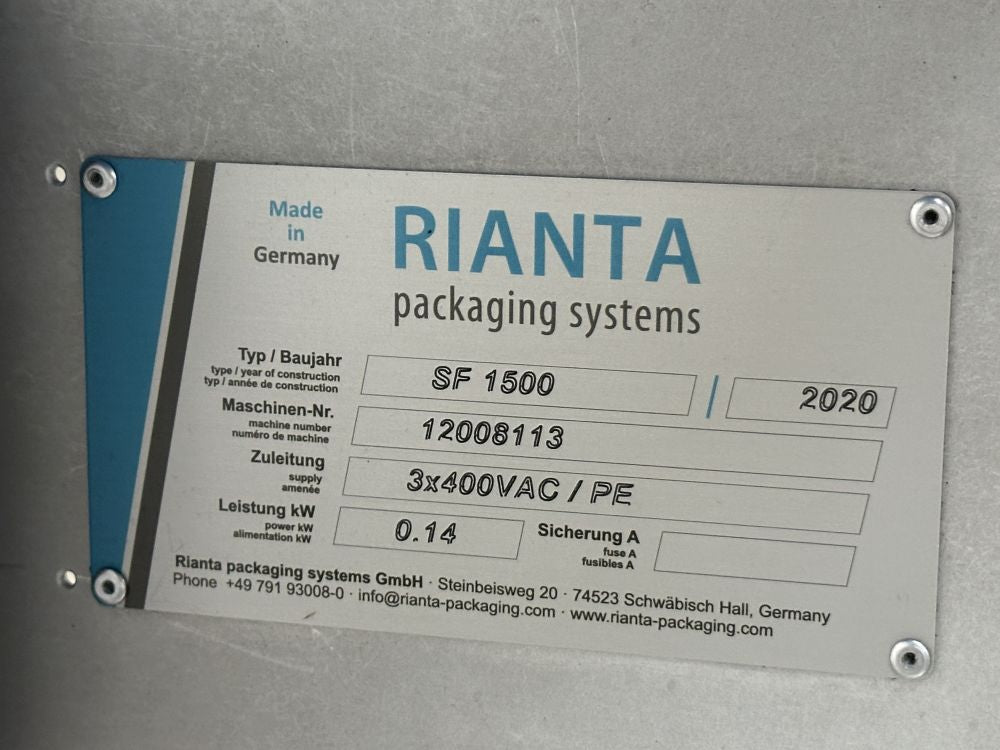 Made
in
Germany
RIANTA
packaging systems
Typ / Baujahr
type / year of construction
typ / année de construction
SF 1500 / 2020
Maschinen-Nr.
machine number
numéro de machine
12008113
Zuleitung
supply
amenée
3x400VAC / PE
Leistung kW
power kW
alimentation kW
0.14
Sicherung A
fuse A
fusibles A
Rianta packaging systems GmbH · Steinbeisweg 20 · 74523 Schwäbisch Hall, Germany
Phone +49 791 93008-0 · info@rianta-packaging.com · www.rianta-packaging.com